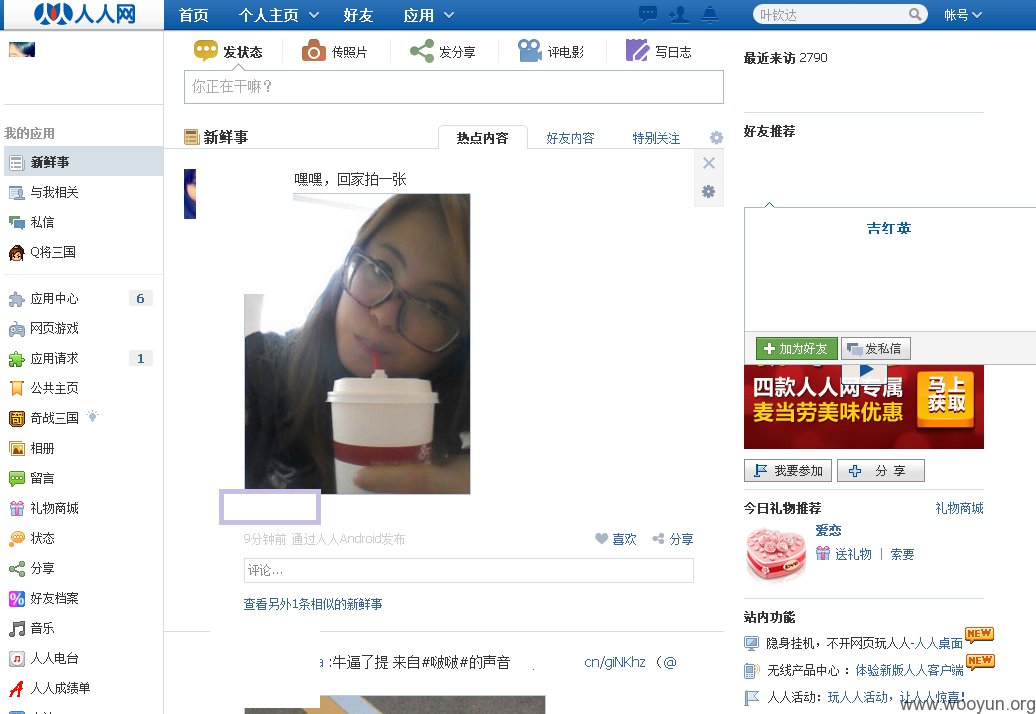 人人网
首页 个人主页 好友 应用
叶钦达
帐号
发状态 传照片 发分享 评电影 写日志
你正在干嘛？
最近来访 2790
好友推荐
吉红英
加为好友 发私信
我的应用
新鲜事
与我相关
私信
Q将三国
应用中心 6
网页游戏
应用请求 1
公共主页
奇战三国
相册
留言
礼物商城
状态
分享
好友档案
音乐
人人电台
人人成绩单
新鲜事 热点内容 好友内容 特别关注
嘿嘿，回家拍一张
9分钟前 通过人人Android发布
喜欢 分享
评论...
查看另外1条相似的新鲜事
:牛逼了提 来自#啵啵#的声音
cn/giNKhz （@
四款人人网专属
麦当劳美味优惠
马上
获取
我要参加 分 享
今日礼物推荐 礼物商城
爱恋
送礼物 | 索要
站内功能
隐身挂机，不开网页玩人人-人人桌面 NEW
无线产品中心：体验新版人人客户端 NEW
人人活动：玩人人活动，让人人惊喜！
www.wooyun.org